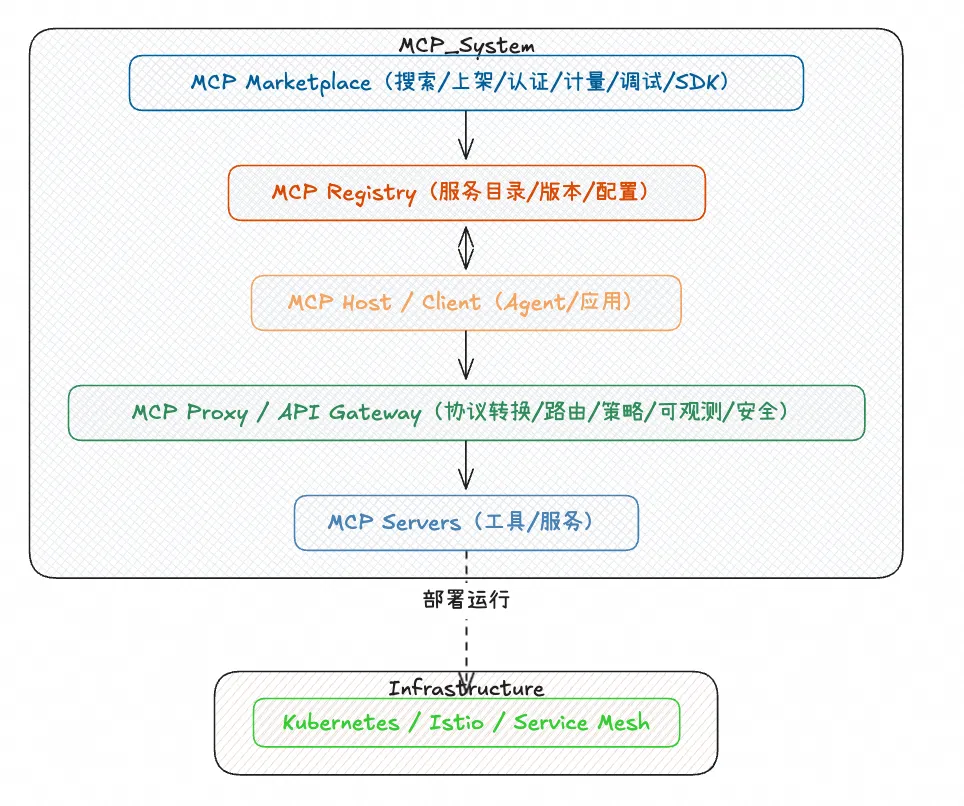 MCP_System
MCP Marketplace（搜索/上架/认证/计量/调试/SDK）
MCP Registry（服务目录/版本/配置）
MCP Host / Client（Agent/应用）
MCP Proxy / API Gateway（协议转换/路由/策略/可观测/安全）
MCP Servers（工具/服务）
部署运行
Infrastructure
Kubernetes / Istio / Service Mesh